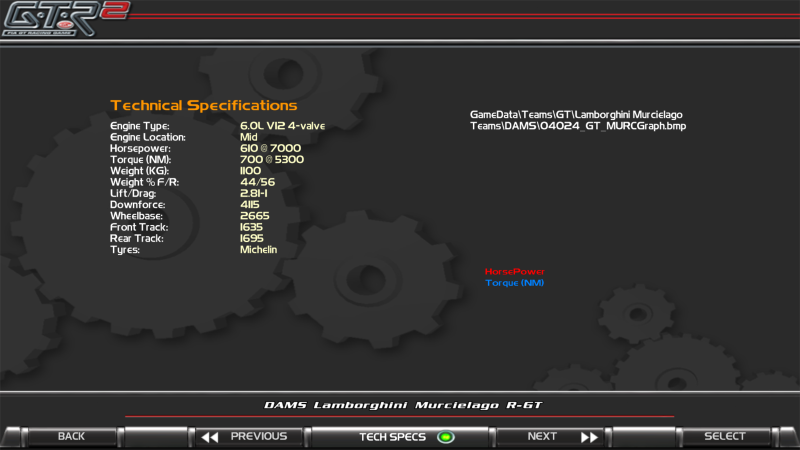 GTR2
FIA GT RACING GAME
Technical Specifications
Engine Type: 6.0L V12 4-valve
Engine Location: Mid
Horsepower: 610 @ 7000
Torque (NM): 700 @ 5300
Weight (KG): 1100
Weight % F/R: 44/56
Lift/Drag: 2.81-1
Downforce: 4115
Wheelbase: 2665
Front Track: 1635
Rear Track: 1695
Tyres: Michelin
GameData\Teams\GT\Lamborghini Murcielago
Teams\DAMS\04024_GT_MURCGraph.bmp
HorsePower
Torque (NM)
DAMS Lamborghini Murcielago R-GT
BACK PREVIOUS TECH SPECS NEXT SELECT